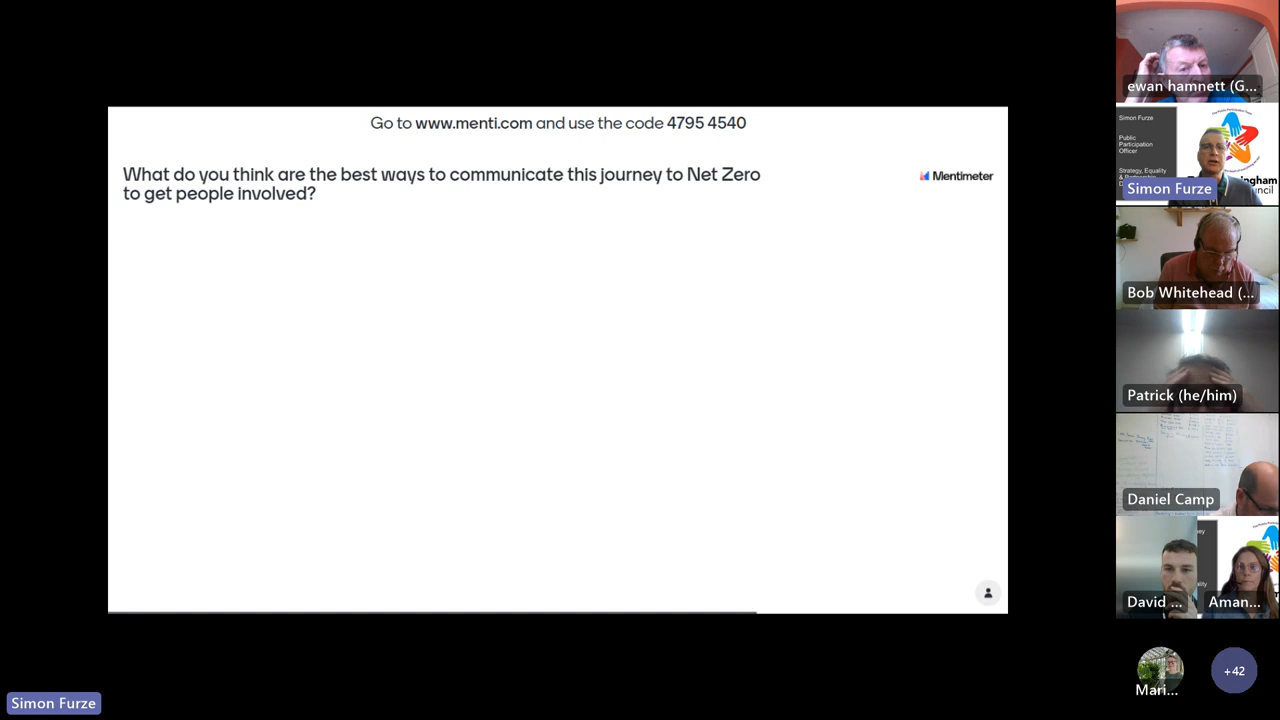 Go to www.menti.com and use the code 4795 4540
What do you think are the best ways to communicate this journey to Net Zero
to get people involved?
Mentimeter
ewan hamnett (G...
Simon Furze
Public
Participation
Officer
Strategy, Equality
Simon Furze
Bob Whitehead (...
Patrick (he/him)
Daniel Camp
David ...
Aman...
Mari...
+42
Simon Furze